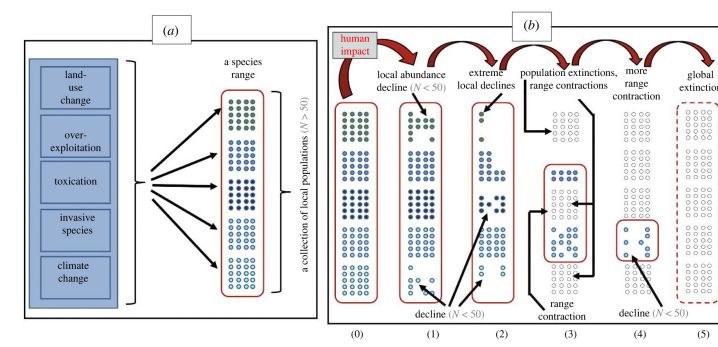 (a)
land-
use
change
over-
exploitation
toxication
invasive
species
climate
change
a species
range
a collection of local populations (N > 50)
(b)
human
impact
local abundance
decline (N < 50)
extreme
local declines
population extinctions,
range contractions
more
range
contraction
global
extinction
decline (N < 50)
range
contraction
decline (N < 50)
(0)
(1)
(2)
(3)
(4)
(5)